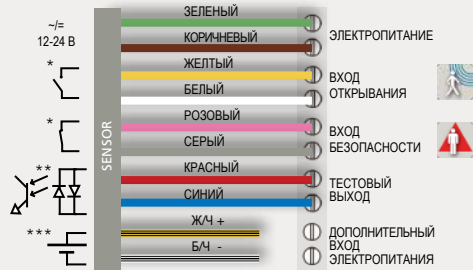 ~/=
12-24 В
*
*
**
***
SENSOR
ЗЕЛЕНЫЙ
КОРИЧНЕВЫЙ
ЖЕЛТЫЙ
БЕЛЫЙ
РОЗОВЫЙ
СЕРЫЙ
КРАСНЫЙ
СИНИЙ
Ж/Ч +
Б/Ч -
ЭЛЕКТРОПИТАНИЕ
ВХОД
ОТКРЫВАНИЯ
ВХОД
БЕЗОПАСНОСТИ
ТЕСТОВЫЙ
ВЫХОД
ДОПОЛНИТЕЛЬНЫЙ
ВХОД
ЭЛЕКТРОПИТАНИЯ